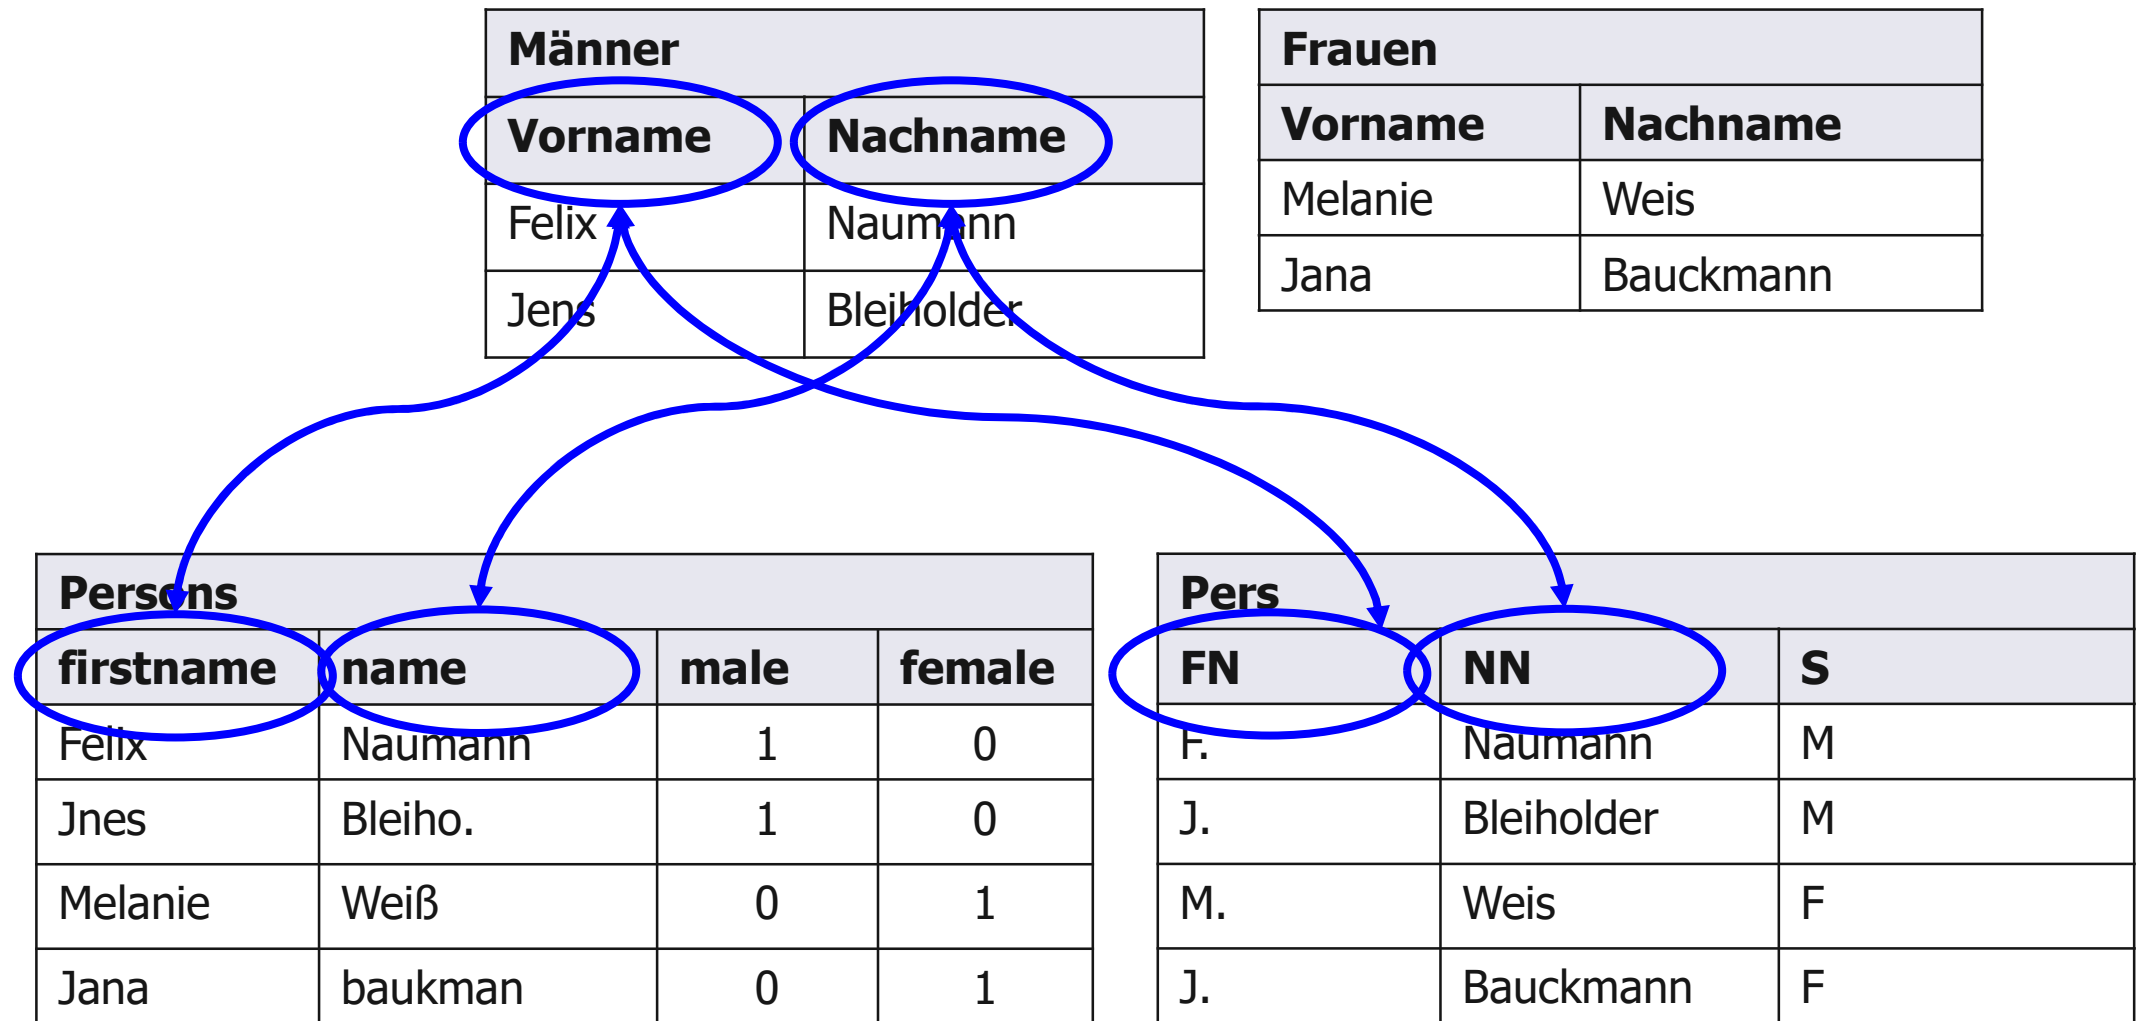 Männer
Vorname Nachname
Felix Naumann
Jens Bleiholder
Frauen
Vorname Nachname
Melanie Weis
Jana Bauckmann
Persons
firstname name male female
Felix Naumann 1 0
Jnes Bleiho. 1 0
Melanie Weiß 0 1
Jana baukman 0 1
Pers
FN NN S
F. Naumann M
J. Bleiholder M
M. Weis F
J. Bauckmann F